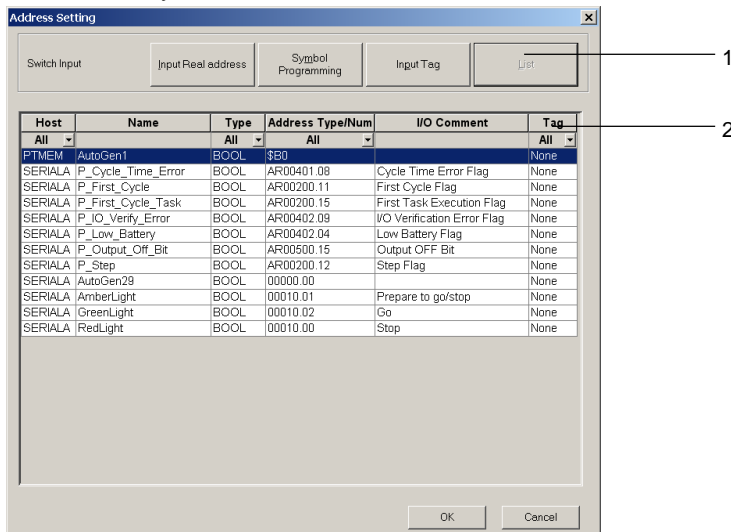 Address Setting
Switch Input Input Real address Symbol Programming Input Tag List 1
Host Name Type Address Type/Num I/O Comment Tag 2
All All All All
PTMEM AutoGen1 BOOL $B0 None
SERIALA P_Cycle_Time_Error BOOL AR00401.08 Cycle Time Error Flag None
SERIALA P_First_Cycle BOOL AR00200.11 First Cycle Flag None
SERIALA P_First_Cycle_Task BOOL AR00200.15 First Task Execution Flag None
SERIALA P_IO_Verify_Error BOOL AR00402.09 I/O Verification Error Flag None
SERIALA P_Low_Battery BOOL AR00402.04 Low Battery Flag None
SERIALA P_Output_Off_Bit BOOL AR00500.15 Output OFF Bit None
SERIALA P_Step BOOL AR00200.12 Step Flag None
SERIALA AutoGen29 BOOL 00000.00 None
SERIALA AmberLight BOOL 00010.01 Prepare to go/stop None
SERIALA GreenLight BOOL 00010.02 Go None
SERIALA RedLight BOOL 00010.00 Stop None
OK Cancel